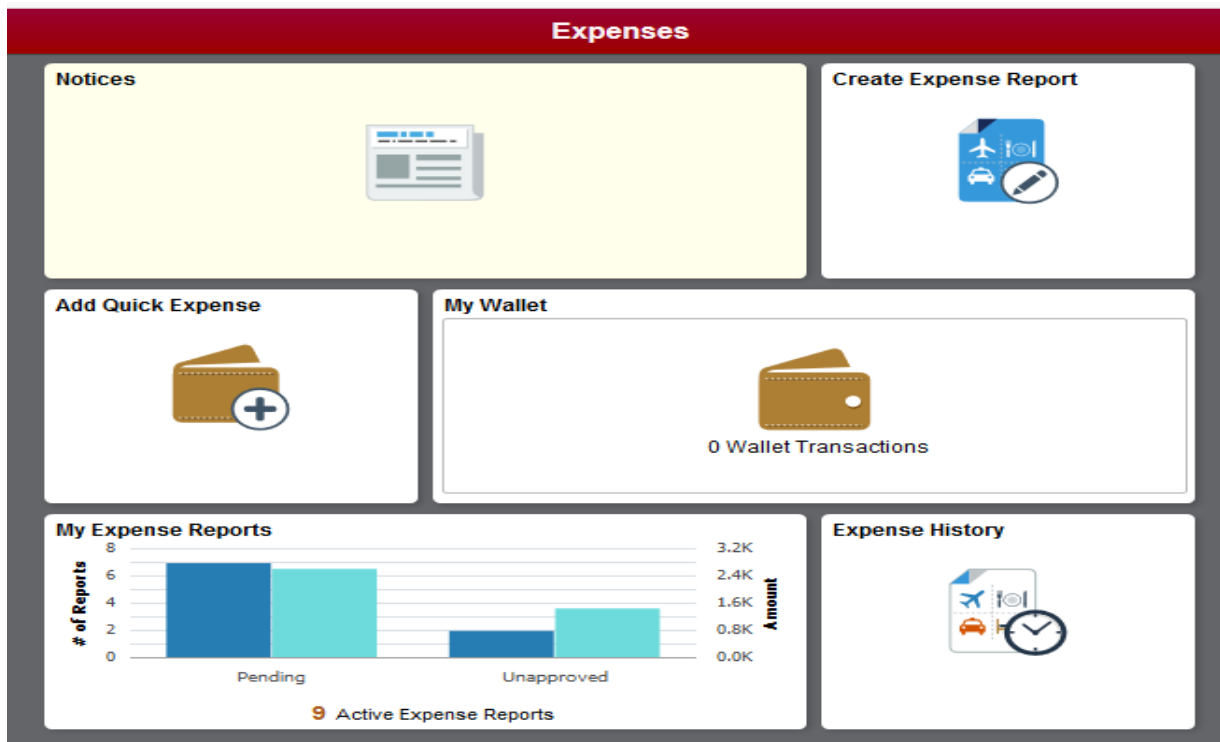 Expenses
Notices
Create Expense Report
Add Quick Expense
My Wallet
0 Wallet Transactions
My Expense Reports
# of Reports
8
6
4
2
0
3.2K
2.4K
1.6K
0.8K
0.0K
Amount
Pending
Unapproved
9 Active Expense Reports
Expense History